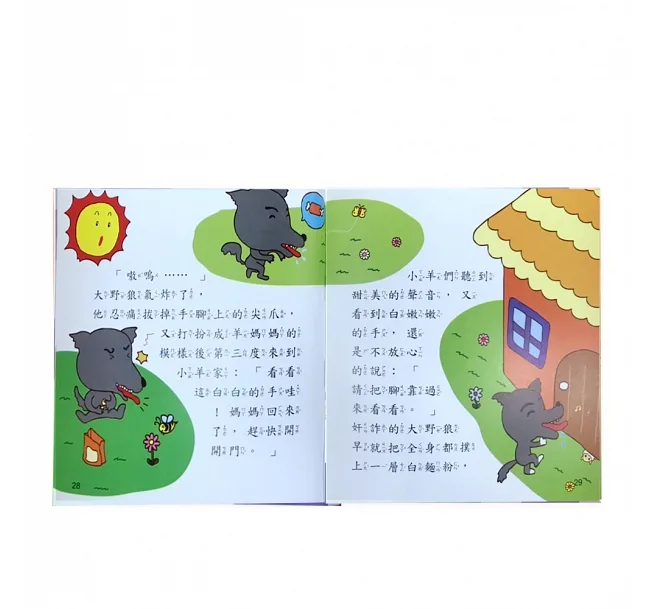 「嗷嗚……」
大野狼氣炸了，
他忍痛拔掉手腳上的尖爪，
又打扮成羊媽媽的
模樣後第三度來到
小羊家：「看看
這白白的手哇
！媽媽回來
了，趕快開
開門。」
28
小羊們聽到
甜美的聲音，又
看到白嫩嫩
的手，還
是不放心
的說：「
請把腳靠過
來看看。」
奸詐的大野狼
早就把全身都撲
上一層白麵粉，
29